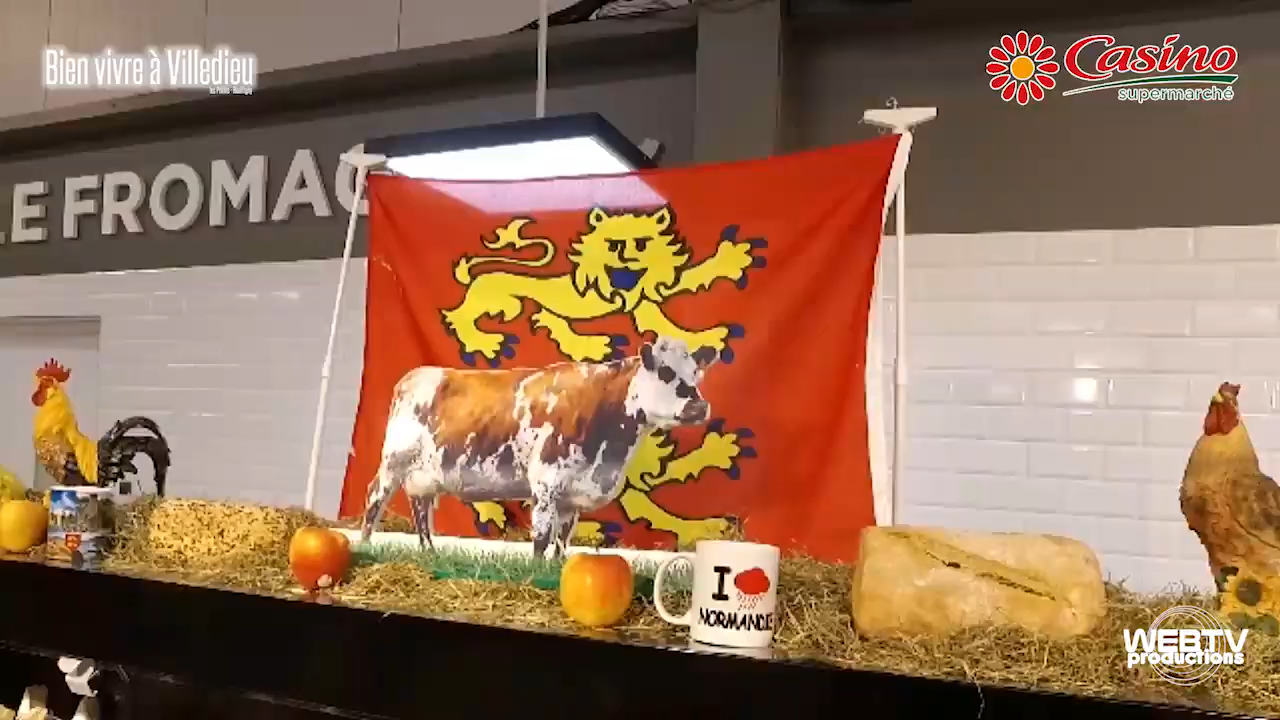 Bien vivre à Villedieu
Casino
supermarché
LE FROMAG
I
NORMANDIE
WEBTV
productions